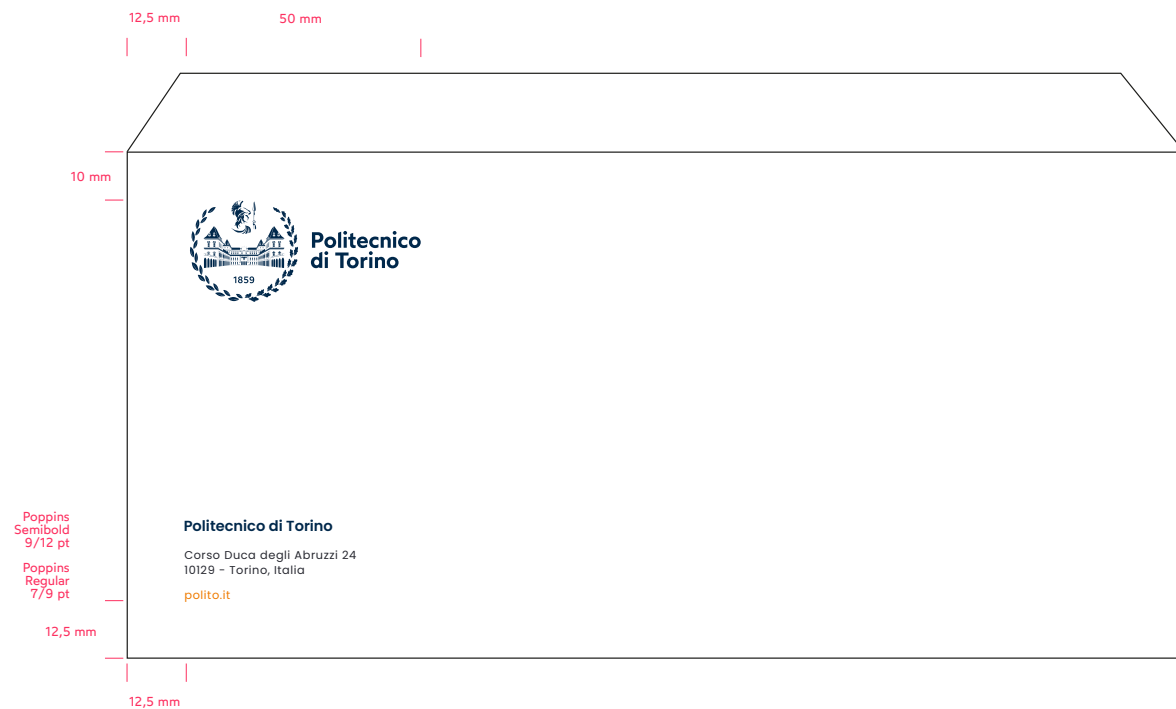 12,5 mm
50 mm
10 mm
Politecnico
di Torino
1859
Poppins
Semibold
9/12 pt
Poppins
Regular
7/9 pt
Politecnico di Torino
Corso Duca degli Abruzzi 24
10129 - Torino, Italia
polito.it
12,5 mm
12,5 mm